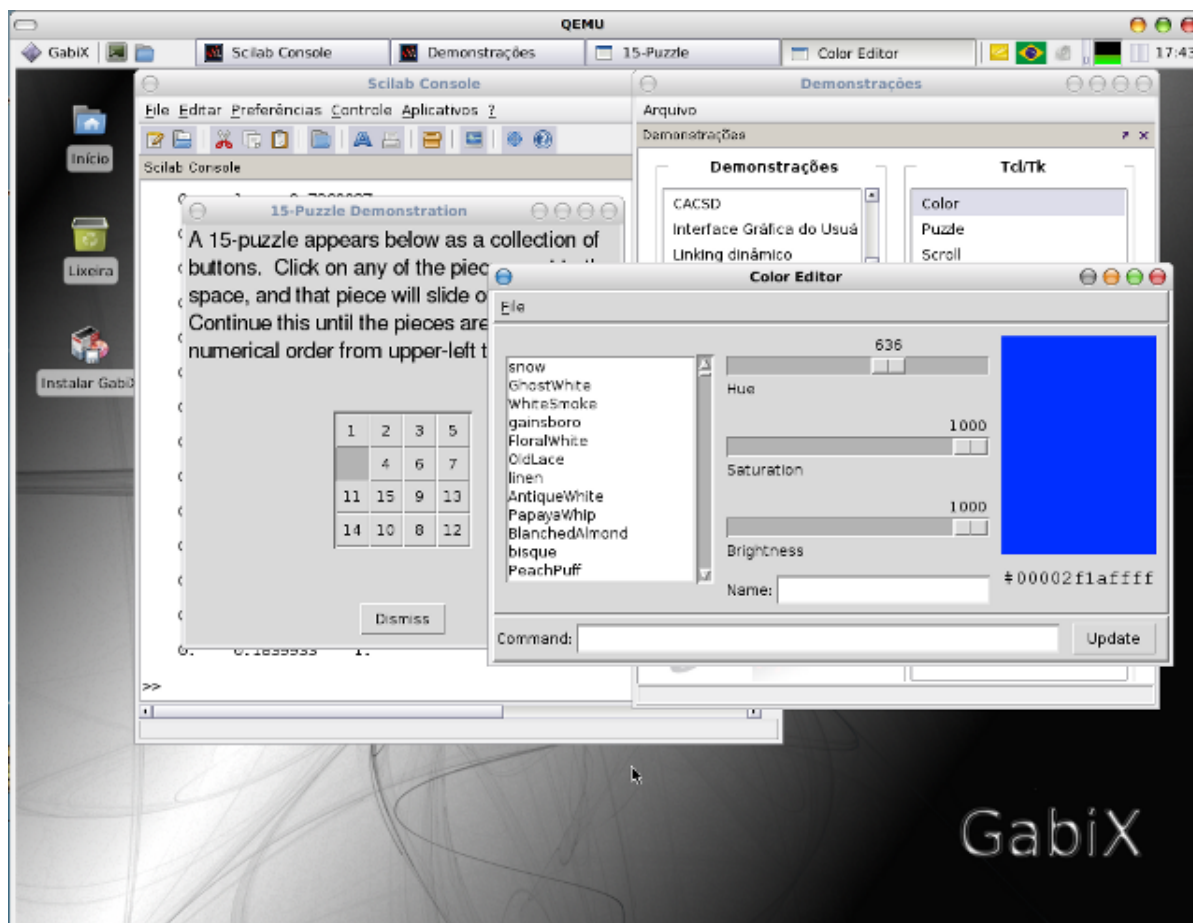 QEMU
GabiX
Scilab Console
Demonstrações
15-Puzzle
Color Editor
17:43
Início
Lixeira
Instalar GabiX
Scilab Console
File Editar Preferências Controle Aplicativos ?
Scilab Console
>>
Demonstrações
Arquivo
Demonstrações
Demonstrações
CACSD
Interface Gráfica do Usuá
Linking dinâmico
Tcl/Tk
Color
Puzzle
Scroll
15-Puzzle Demonstration
A 15-puzzle appears below as a collection of
buttons. Click on any of the piec
space, and that piece will slide o
Continue this until the pieces are
numerical order from upper-left t
1 2 3 5
4 6 7
11 15 9 13
14 10 8 12
Dismiss
Color Editor
File
snow
GhostWhite
WhiteSmoke
gainsboro
FloralWhite
OldLace
linen
AntiqueWhite
PapayaWhip
BlanchedAlmond
bisque
PeachPuff
636
Hue
1000
Saturation
1000
Brightness
Name:
#00002f1affff
Command:
Update
GabiX